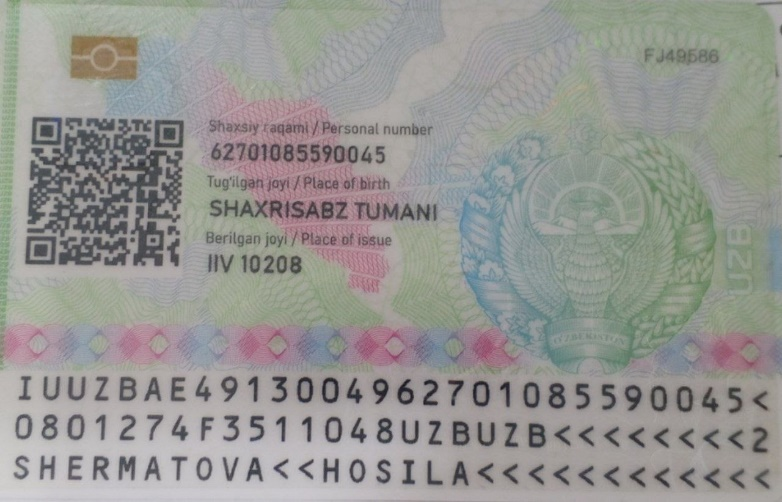 FJ49586
Shaxsiy raqami / Personal number
62701085590045
Tug'ilgan joyi / Place of birth
SHAXRISABZ TUMANI
Berilgan joyi / Place of issue
IIV 10208
UZB
O'ZBEKISTON
IUUZBAE4913004962701085590045<
0801274F3511048UZBUZB<<<<<<<<2
SHERMATOVA<<HOSILA<<<<<<<<<<<<